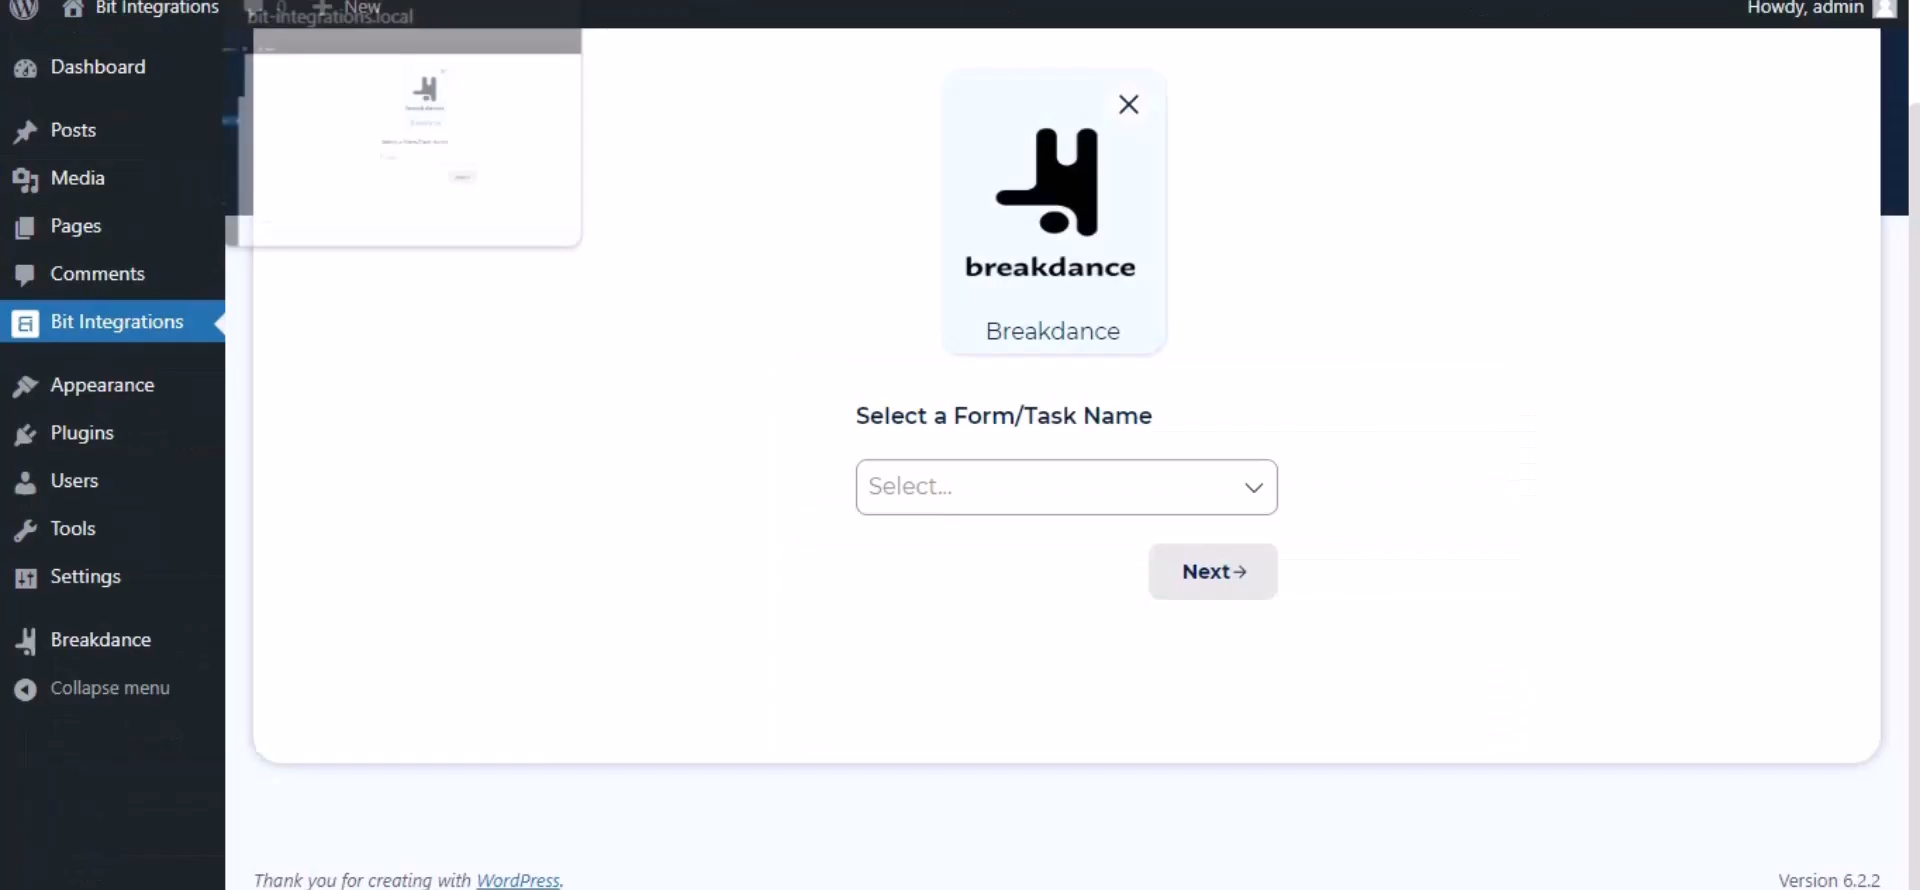 Bit Integrations
New
Howdy, admin
bit-integrations.local
Dashboard
Posts
Media
Pages
Comments
Bit Integrations
Appearance
Plugins
Users
Tools
Settings
Breakdance
Collapse menu
breakdance
Breakdance
Select a Form/Task Name
Select...
Next→
Thank you for creating with WordPress.
Version 6.2.2